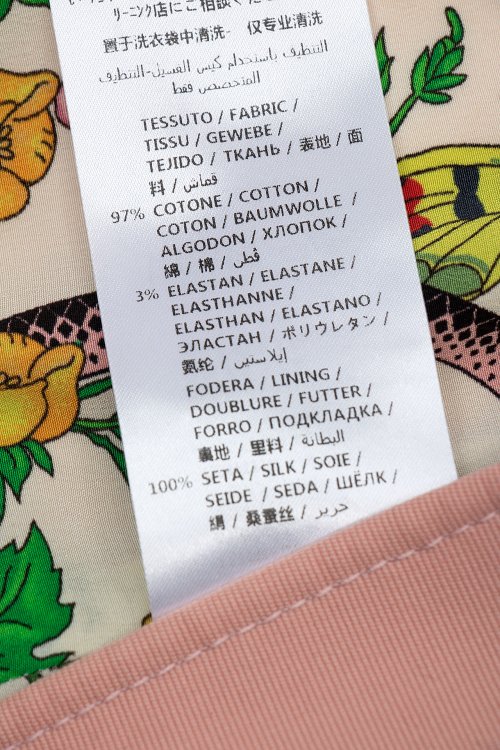 リーニング店にご相談ください
置于洗衣袋中清洗- 仅专业清洗
التنظيف باستخدام كيس الغسيل-التنظيف
المتخصص فقط
TESSUTO / FABRIC /
TISSU / GEWEBE /
TEJIDO / ТКАНЬ / 表地 / 面
料 / قماش
97% COTONE / COTTON /
COTON / BAUMWOLLE /
ALGODON / ХЛОПОК /
綿 / 棉 / قطن
3% ELASTAN / ELASTANE /
ELASTHANNE /
ELASTHAN / ELASTANO /
ЭЛАСТАН / ポリウレタン /
氨纶 / إيلاستين
FODERA / LINING /
DOUBLURE / FUTTER /
FORRO / ПОДКЛАДКА /
裏地 / 里料 / البطانة
100% SETA / SILK / SOIE /
SEIDE / SEDA / ШЁЛК /
絹 / 桑蚕丝 / حرير